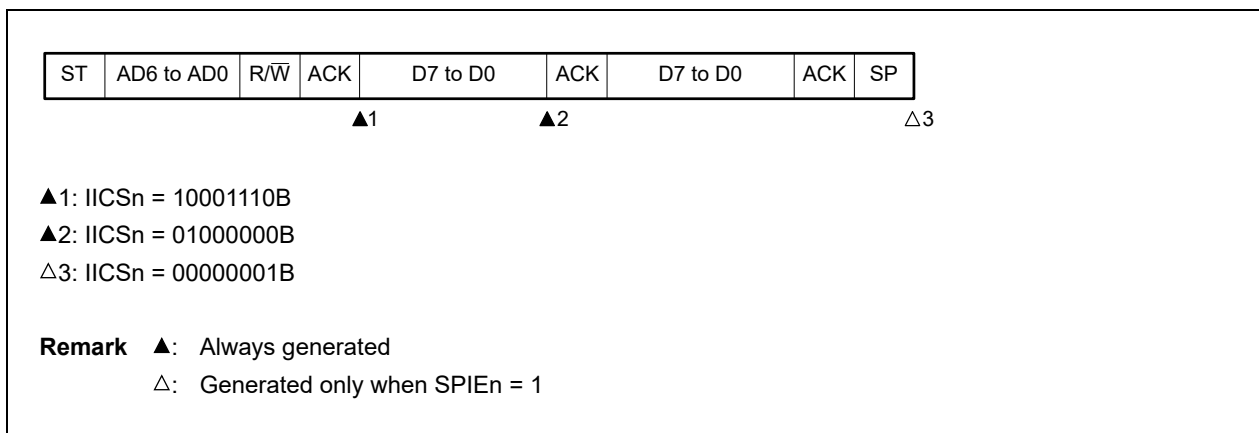 ST AD6 to AD0 R/W̅ ACK D7 to D0 ACK D7 to D0 ACK SP
▲1 ▲2 △3
▲1: IICSn = 10001110B
▲2: IICSn = 01000000B
△3: IICSn = 00000001B
Remark ▲: Always generated
△: Generated only when SPIEn = 1